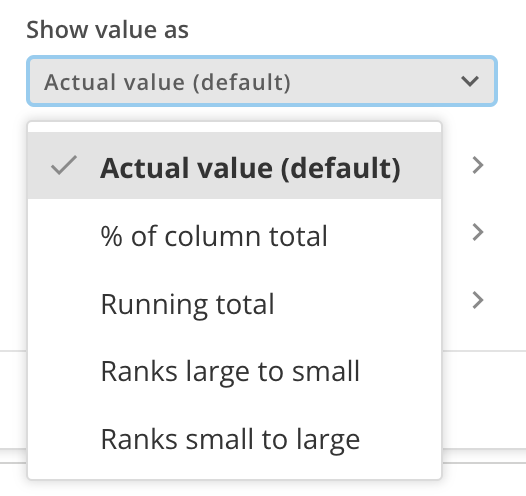 Show value as
Actual value (default)
Actual value (default)
% of column total
Running total
Ranks large to small
Ranks small to large